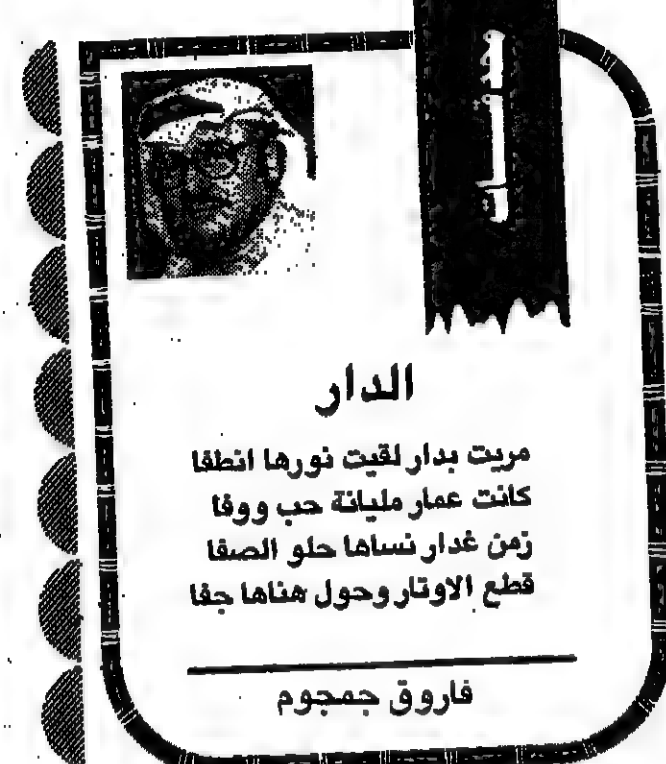 الدار
مريت بدار لقيت نورها انطفا
كانت عمار مليانة حب ووفا
زمن غدار نساها حلو الصفا
قطع الاوتار وحول هناها جفا
فاروق جمجوم